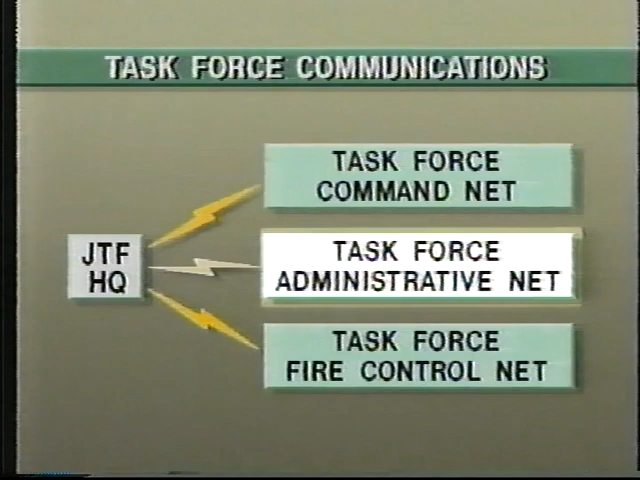 TASK FORCE COMMUNICATIONS
TASK FORCE
COMMAND NET
JTF
HQ
TASK FORCE
ADMINISTRATIVE NET
TASK FORCE
FIRE CONTROL NET